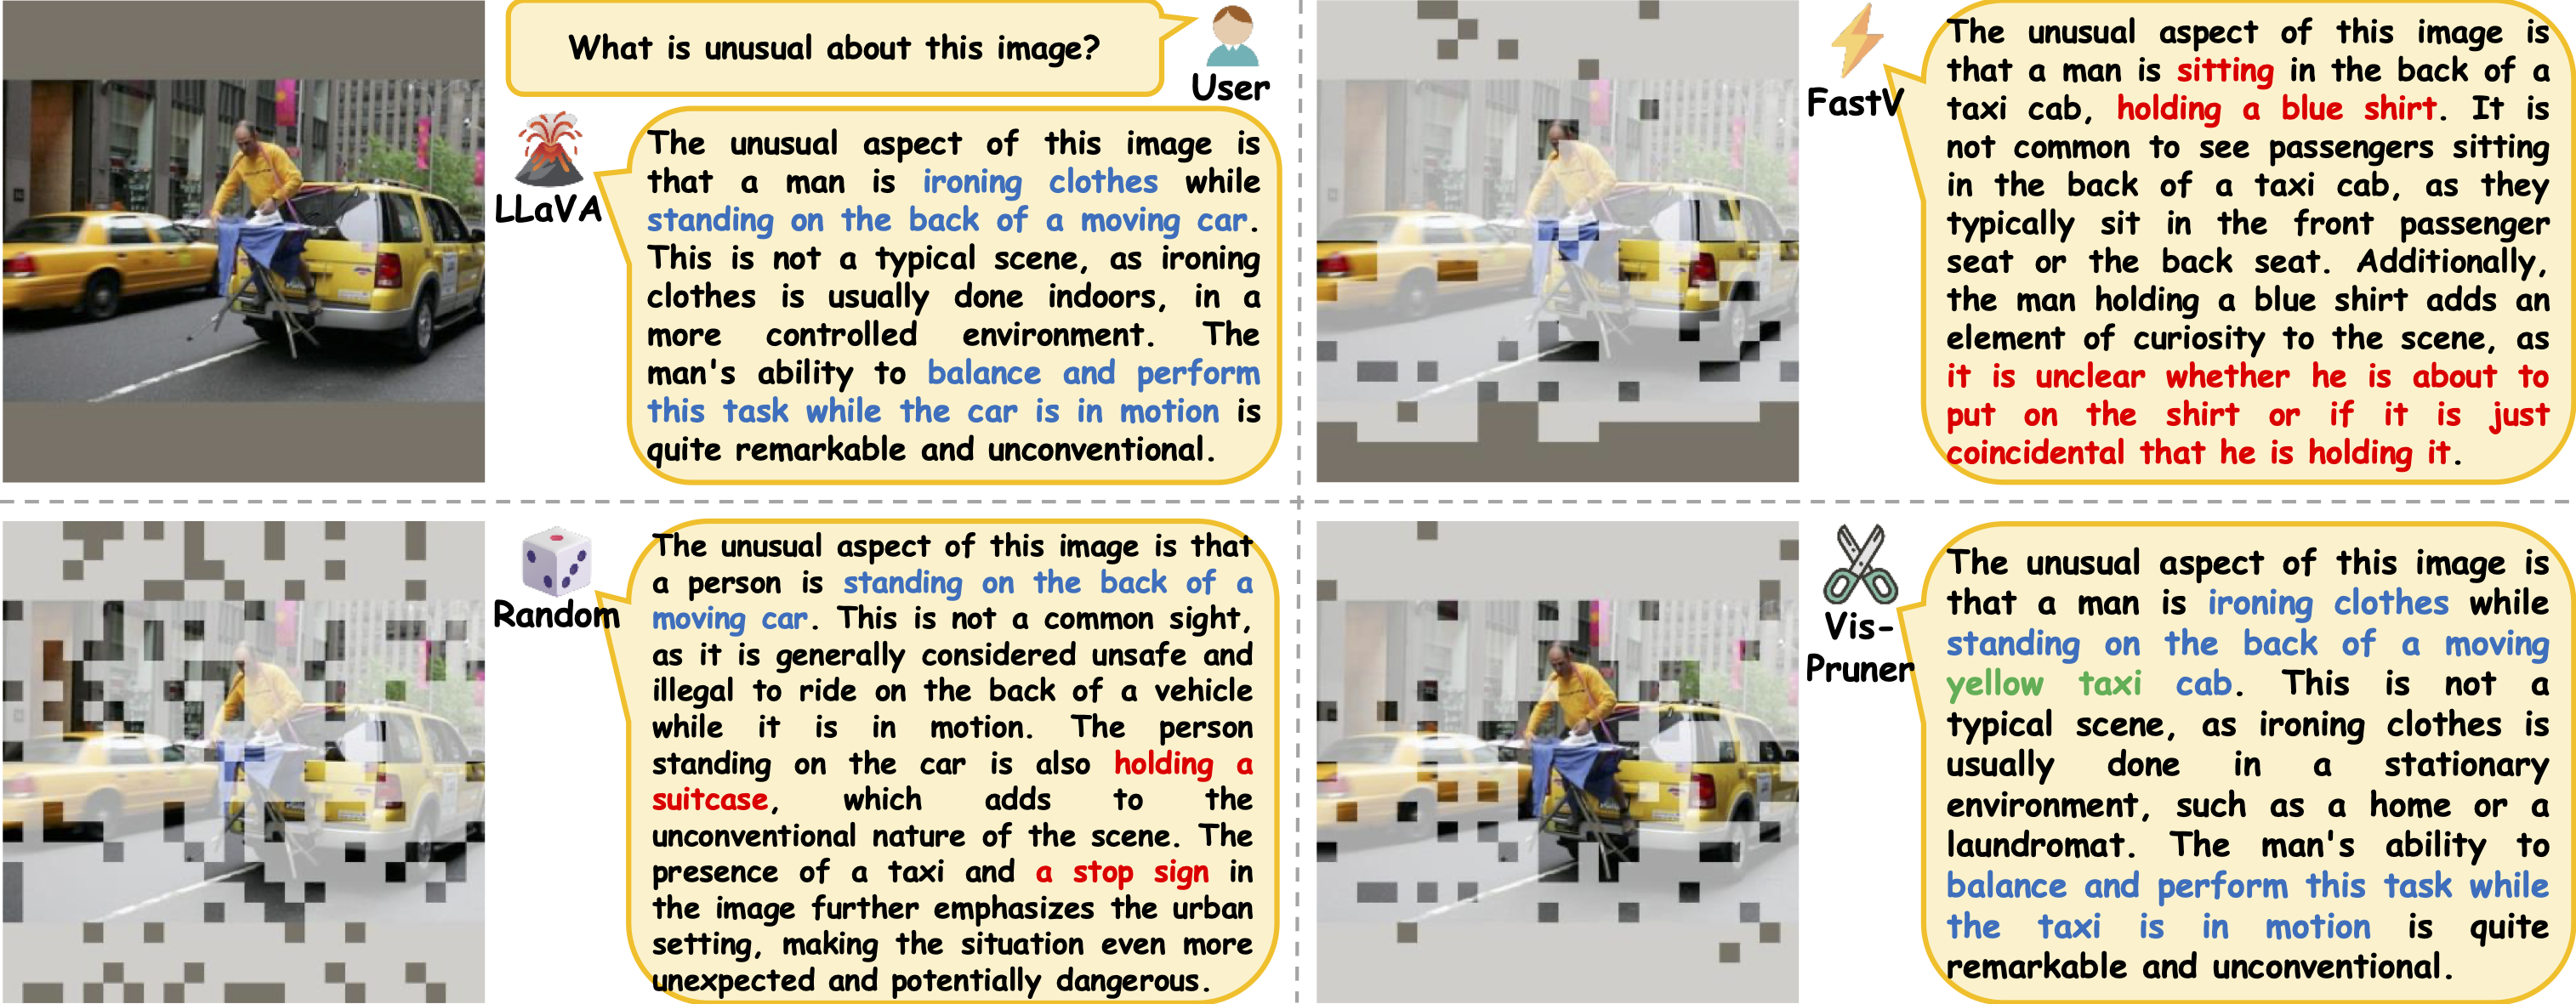 What is unusual about this image?
User
LLaVA
The unusual aspect of this image is
that a man is ironing clothes while
standing on the back of a moving car.
This is not a typical scene, as ironing
clothes is usually done indoors, in a
more controlled environment. The
man's ability to balance and perform
this task while the car is in motion is
quite remarkable and unconventional.
FastV
The unusual aspect of this image is
that a man is sitting in the back of a
taxi cab, holding a blue shirt. It is
not common to see passengers sitting
in the back of a taxi cab, as they
typically sit in the front passenger
seat or the back seat. Additionally,
the man holding a blue shirt adds an
element of curiosity to the scene, as
it is unclear whether he is about to
put on the shirt or if it is just
coincidental that he is holding it.
Random
The unusual aspect of this image is that
a person is standing on the back of a
moving car. This is not a common sight,
as it is generally considered unsafe and
illegal to ride on the back of a vehicle
while it is in motion. The person
standing on the car is also holding a
suitcase, which adds to the
unconventional nature of the scene. The
presence of a taxi and a stop sign in
the image further emphasizes the urban
setting, making the situation even more
unexpected and potentially dangerous.
Vis-
Pruner
The unusual aspect of this image is
that a man is ironing clothes while
standing on the back of a moving
yellow taxi cab. This is not a
typical scene, as ironing clothes is
usually done in a stationary
environment, such as a home or a
laundromat. The man's ability to
balance and perform this task while
the taxi is in motion is quite
remarkable and unconventional.